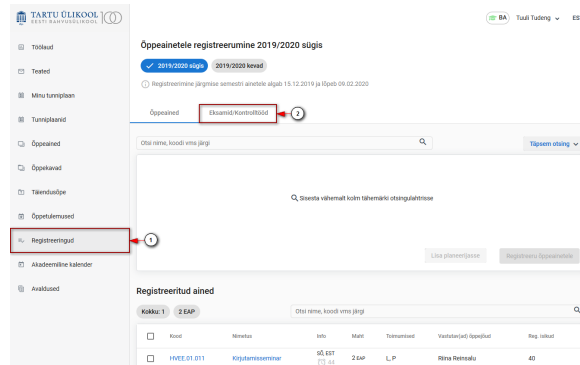 TARTU ÜLIKOOL
EESTI RAHVUSÜLIKOOL 100
BA Tuuli Tudeng ES
Töölaud
Teated
Minu tunniplaan
Tunniplaanid
Õppeained
Õppekavad
Täiendusõpe
Õppetulemused
Registreeringud
Akadeemiline kalender
Avaldused
1
Õppeainetele registreerumine 2019/2020 sügis
2019/2020 sügis 2019/2020 kevad
Registreerimine järgmise semestri ainetele algab 15.12.2019 ja lõpeb 09.02.2020
Õppeained Eksamid/Kontrolltööd 2
Otsi nime, koodi vms järgi Täpsem otsing
Sisesta vähemalt kolm tähemärki otsingulahtrisse
Lisa planeerijasse Registreeru õppeainetele
Registreeritud ained
Kokku: 1 2 EAP Otsi nime, koodi vms järgi
Kood Nimetus Info Maht Toimumised Vastutav(ad) õppejõud Reg. isikud
HVEE.01.011 Kirjutamisseminar SÜ, EST 2 EAP L, P Riina Reinsalu 40
44